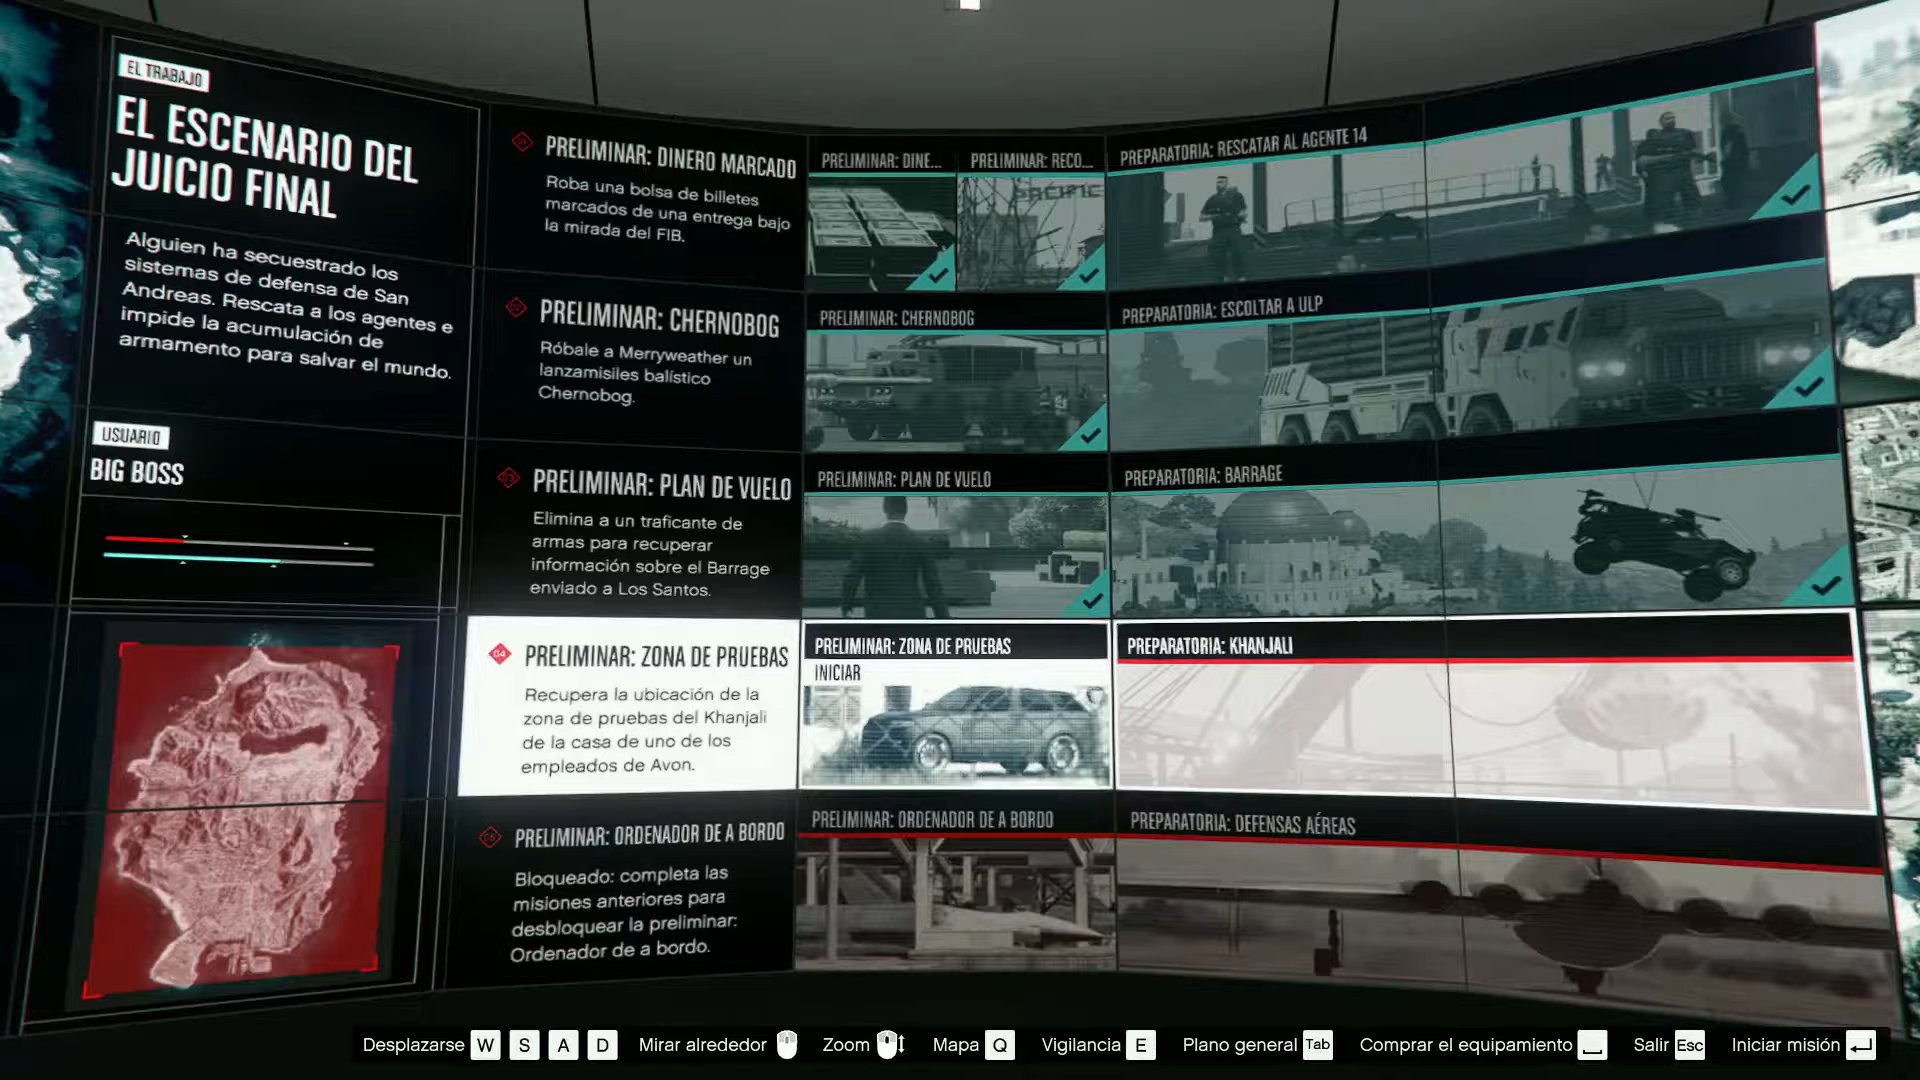 EL TRABAJO
EL ESCENARIO DEL
JUICIO FINAL
Alguien ha secuestrado los
sistemas de defensa de San
Andreas. Rescata a los agentes e
impide la acumulación de
armamento para salvar el mundo.
USUARIO
BIG BOSS
PRELIMINAR: DINERO MARCADO
Roba una bolsa de billetes
marcados de una entrega bajo
la mirada del FIB.
PRELIMINAR: DINE...
PRELIMINAR: RECO...
PACIFIC
PREPARATORIA: RESCATAR AL AGENTE 14
PRELIMINAR: CHERNOBOG
Róbale a Merryweather un
lanzamisiles balístico
Chernobog.
PRELIMINAR: CHERNOBOG
PREPARATORIA: ESCOLTAR A ULP
03
PRELIMINAR: PLAN DE VUELO
Elimina a un traficante de
armas para recuperar
información sobre el Barrage
enviado a Los Santos.
PRELIMINAR: PLAN DE VUELO
PREPARATORIA: BARRAGE
04
PRELIMINAR: ZONA DE PRUEBAS
Recupera la ubicación de la
zona de pruebas del Khanjali
de la casa de uno de los
empleados de Avon.
PRELIMINAR: ZONA DE PRUEBAS
INICIAR
PREPARATORIA: KHANJALI
05
PRELIMINAR: ORDENADOR DE A BORDO
Bloqueado: completa las
misiones anteriores para
desbloquear la preliminar:
Ordenador de a bordo.
PRELIMINAR: ORDENADOR DE A BORDO
PREPARATORIA: DEFENSAS AÉREAS
Desplazarse W S A D Mirar alrededor Zoom Mapa Q Vigilancia E Plano general Tab Comprar el equipamiento Salir Esc Iniciar misión